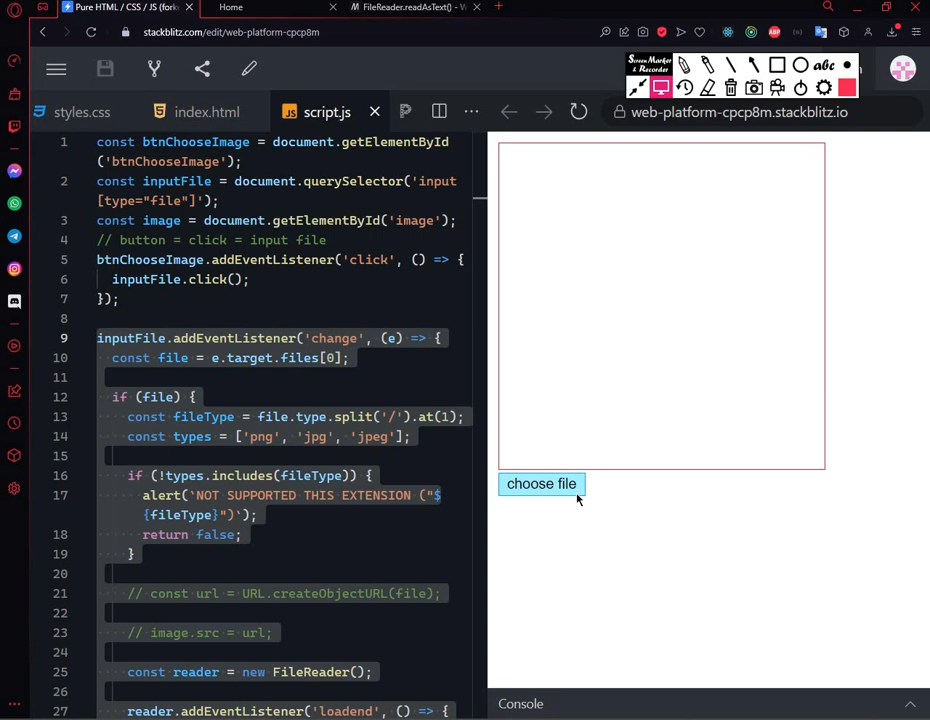 Pure HTML / CSS / JS (fork
Home
FileReader.readAsText() - W
stackblitz.com/edit/web-platform-cpcp8m
Screen Marker
& Recorder
abc
ABP
styles.css
index.html
script.js
web-platform-cpcp8m.stackblitz.io
1 const btnChooseImage = document.getElementById
('btnChooseImage');
2 const inputFile = document.querySelector('input
[type="file"]');
3 const image = document.getElementById('image');
4 // button = click = input file
5 btnChooseImage.addEventListener('click', () => {
6 inputFile.click();
7 });
8
9 inputFile.addEventListener('change', (e) => {
10 const file = e.target.files[0];
11
12 if (file) {
13 const fileType = file.type.split('/').at(1);
14 const types = ['png', 'jpg', 'jpeg'];
15
16 if (!types.includes(fileType)) {
17 alert(`NOT SUPPORTED THIS EXTENSION ("$
{fileType}")`);
18 return false;
19 }
20
21 // const url = URL.createObjectURL(file);
22
23 // image.src = url;
24
25 const reader = new FileReader();
26
27 reader.addEventListener('loadend', () => {
choose file
Console